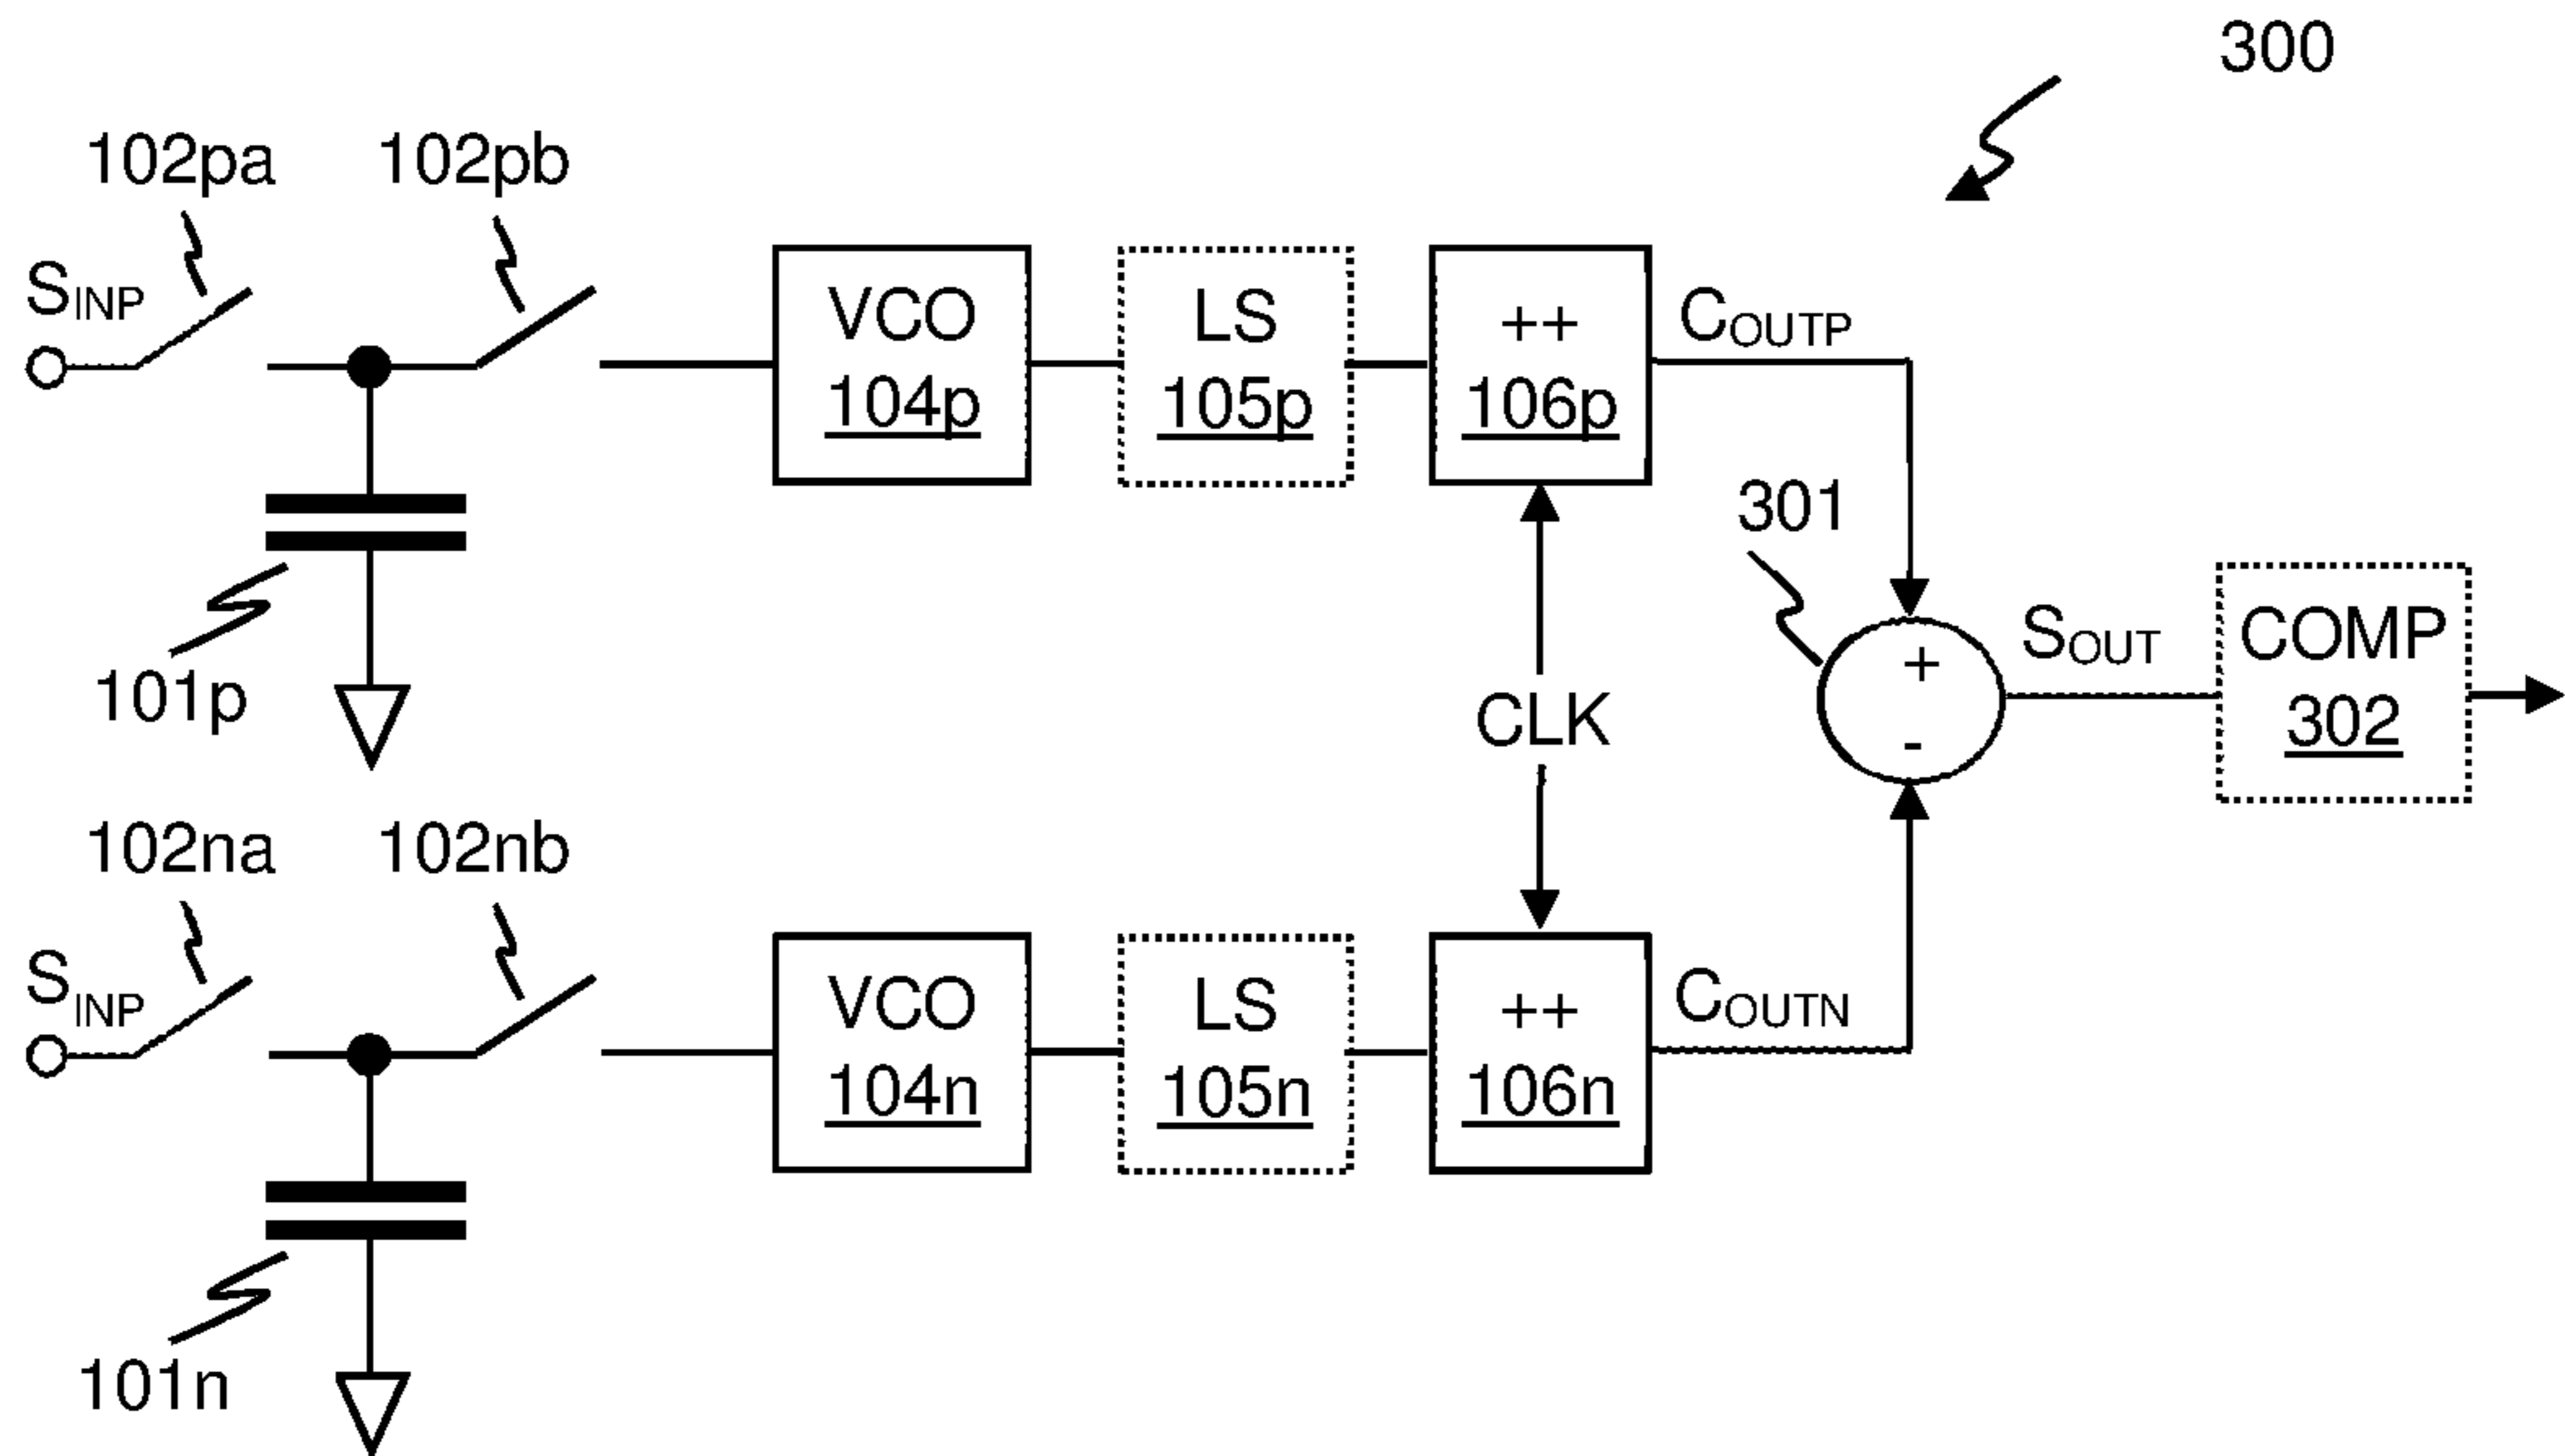 300
102pa 102pb
SINP
VCO
104p
LS
105p
++
106p
COUTP
301
101p
CLK
+
-
SOUT
COMP
302
102na 102nb
SINP
VCO
104n
LS
105n
++
106n
COUTN
101n